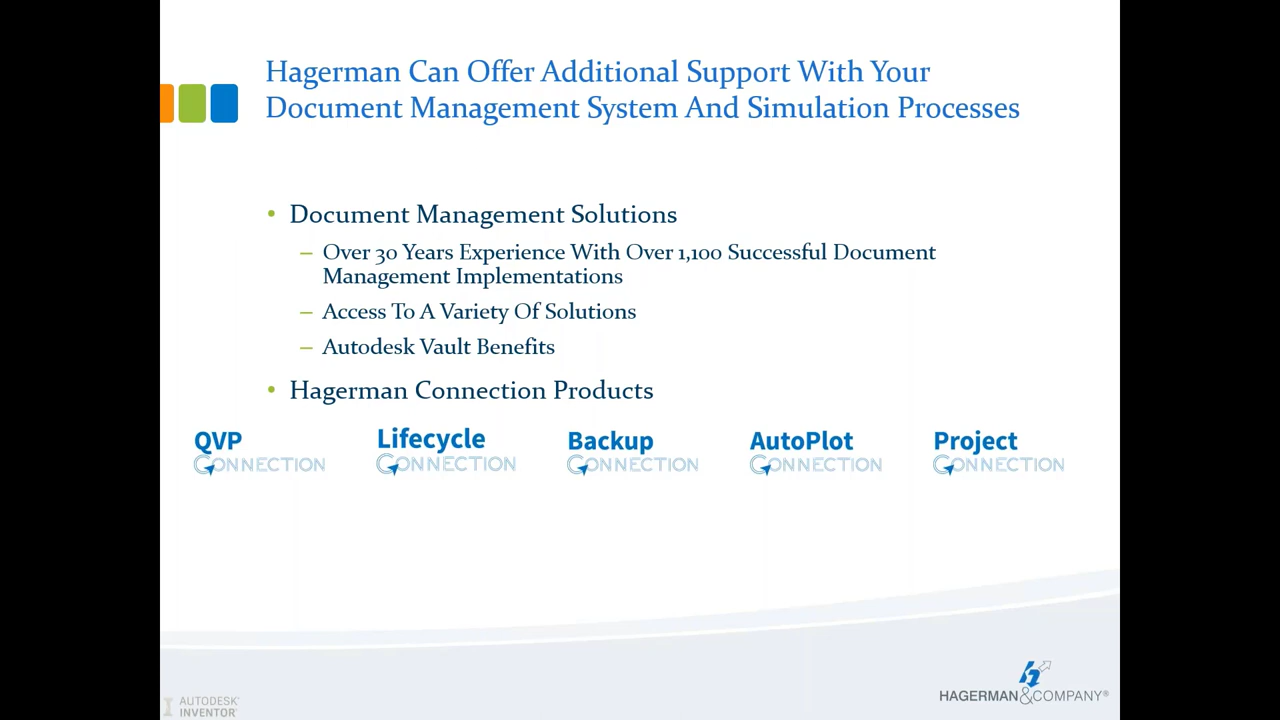 Hagerman Can Offer Additional Support With Your
Document Management System And Simulation Processes
• Document Management Solutions
– Over 30 Years Experience With Over 1,100 Successful Document
Management Implementations
– Access To A Variety Of Solutions
– Autodesk Vault Benefits
• Hagerman Connection Products
QVP
CONNECTION
Lifecycle
CONNECTION
Backup
CONNECTION
AutoPlot
CONNECTION
Project
CONNECTION
AUTODESK®
INVENTOR®
HAGERMAN&COMPANY®